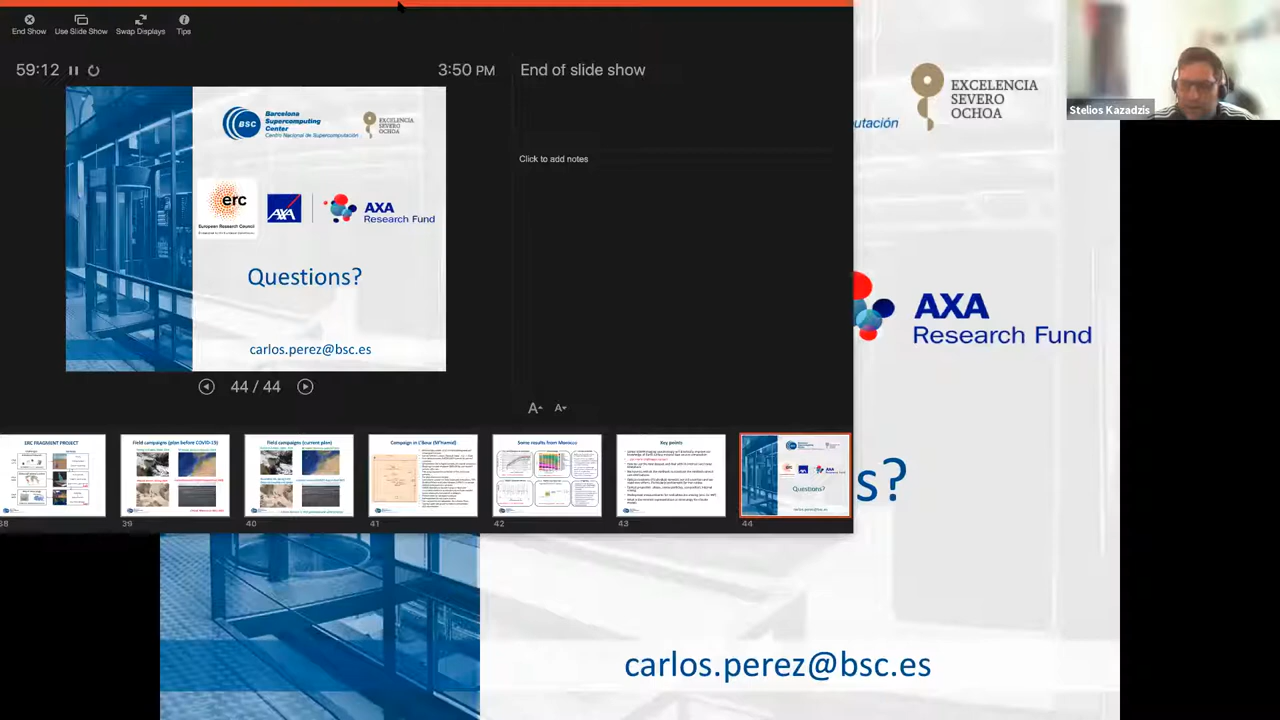 End Show
Use Slide Show
Swap Displays
Tips
59:12
3:50 PM
End of slide show
Click to add notes
BSC
Barcelona
Supercomputing
Center
Centro Nacional de Supercomputación
EXCELENCIA
SEVERO
OCHOA
erc
European Research Council
AXA
AXA
Research Fund
Questions?
carlos.perez@bsc.es
44 / 44
ERC FRAGMENT PROJECT
Field campaigns (plan before COVID-19)
Field campaigns (current plan)
Campaign in L'Bour (M'hamid)
Some results from Morocco
Key points
Questions?
38
39
40
41
42
43
44
utación
EXCELENCIA
SEVERO
OCHOA
AXA
Research Fund
s?
carlos.perez@bsc.es
Stelios Kazadzis